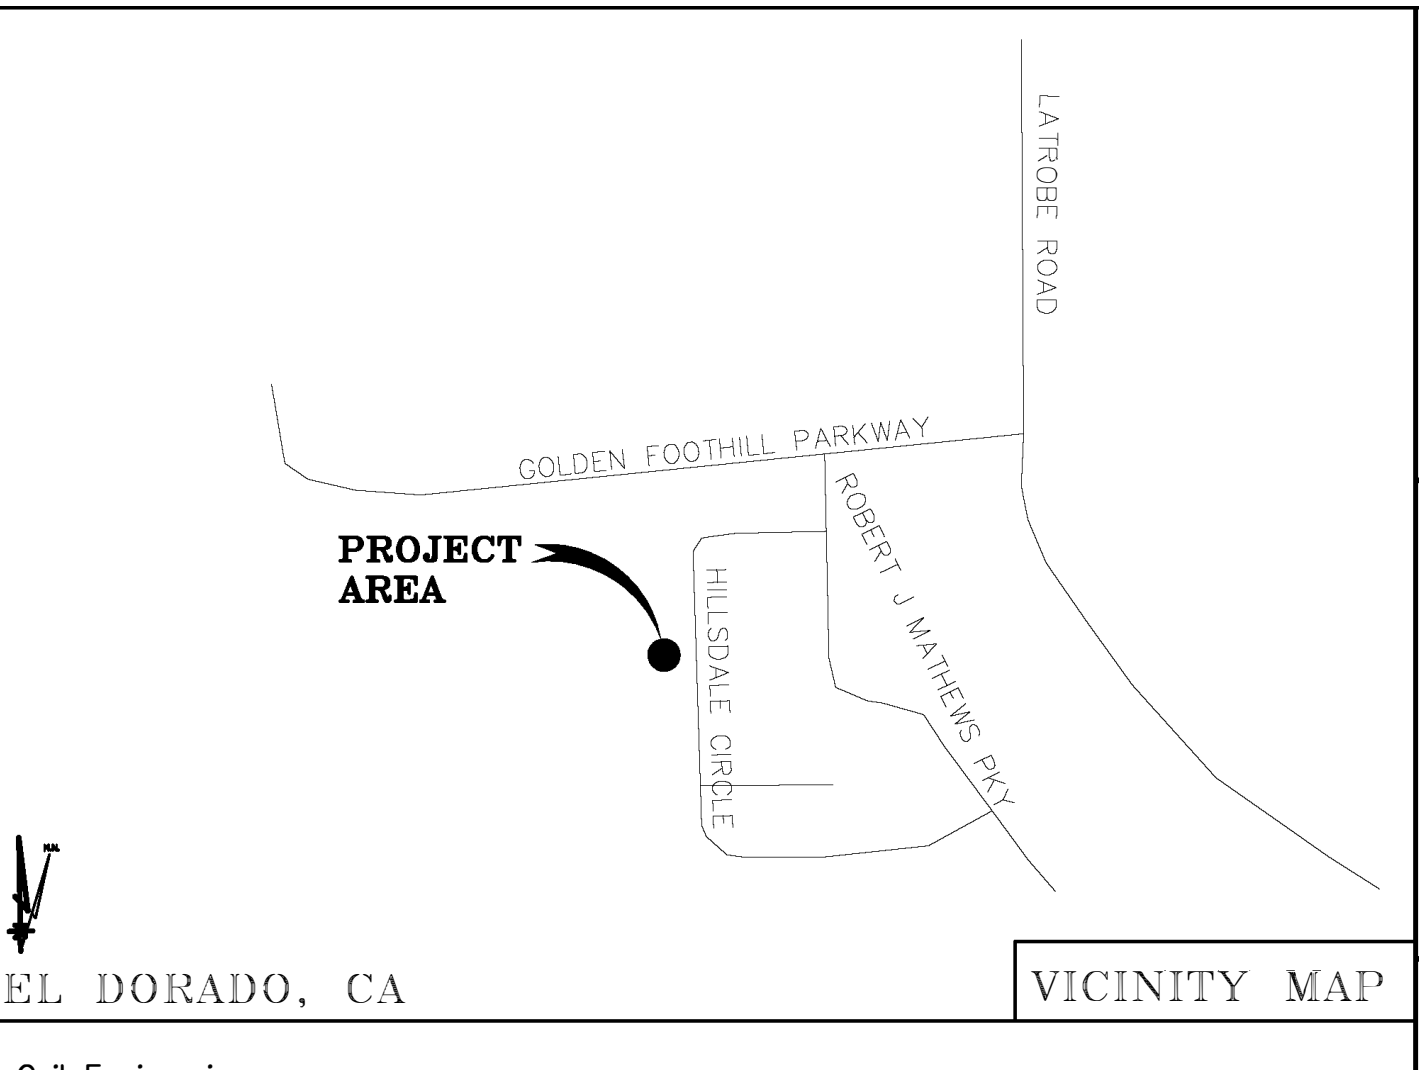 LATROBE ROAD
GOLDEN FOOTHILL PARKWAY
ROBERT J MATHEWS PKY
PROJECT
AREA
HILLSDALE CIRCLE
EL DORADO, CA
VICINITY MAP